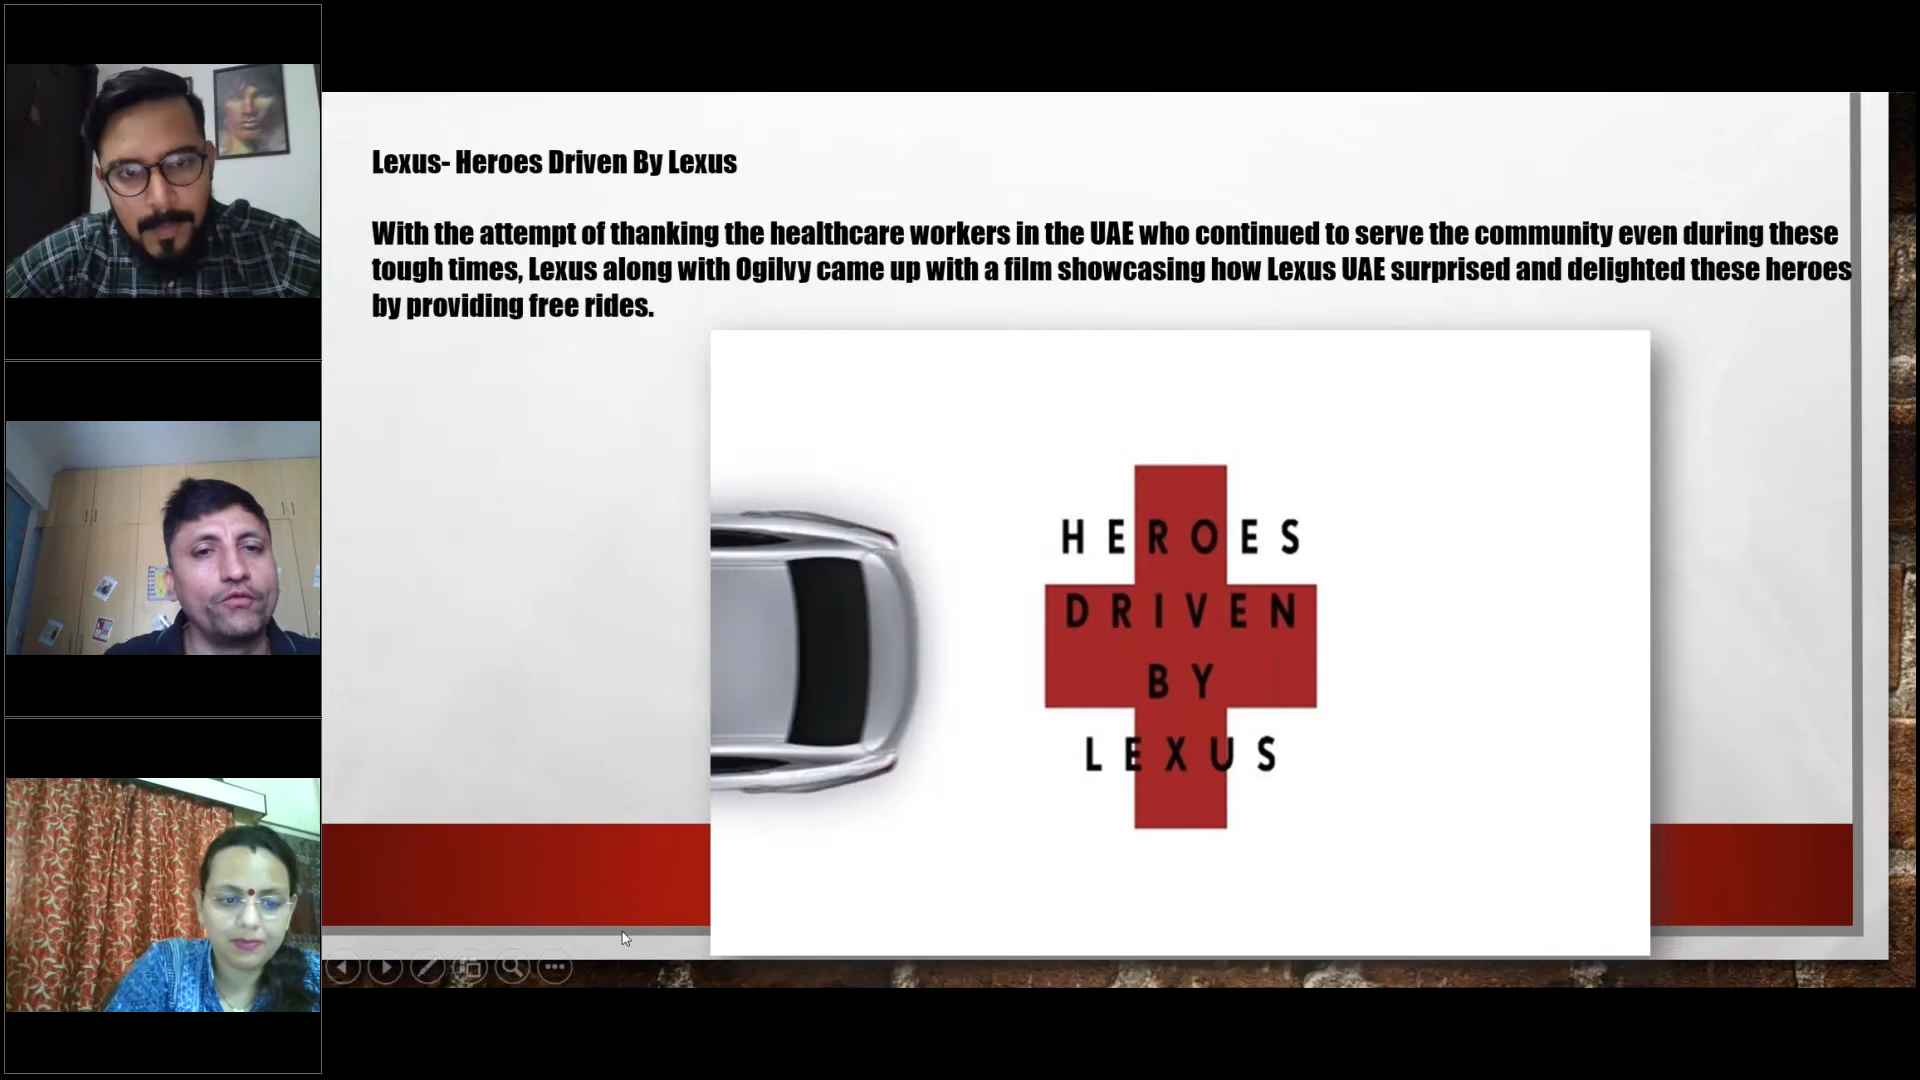 Lexus- Heroes Driven By Lexus
With the attempt of thanking the healthcare workers in the UAE who continued to serve the community even during these
tough times, Lexus along with Ogilvy came up with a film showcasing how Lexus UAE surprised and delighted these heroes
by providing free rides.
HEROES
DRIVEN
BY
LEXUS